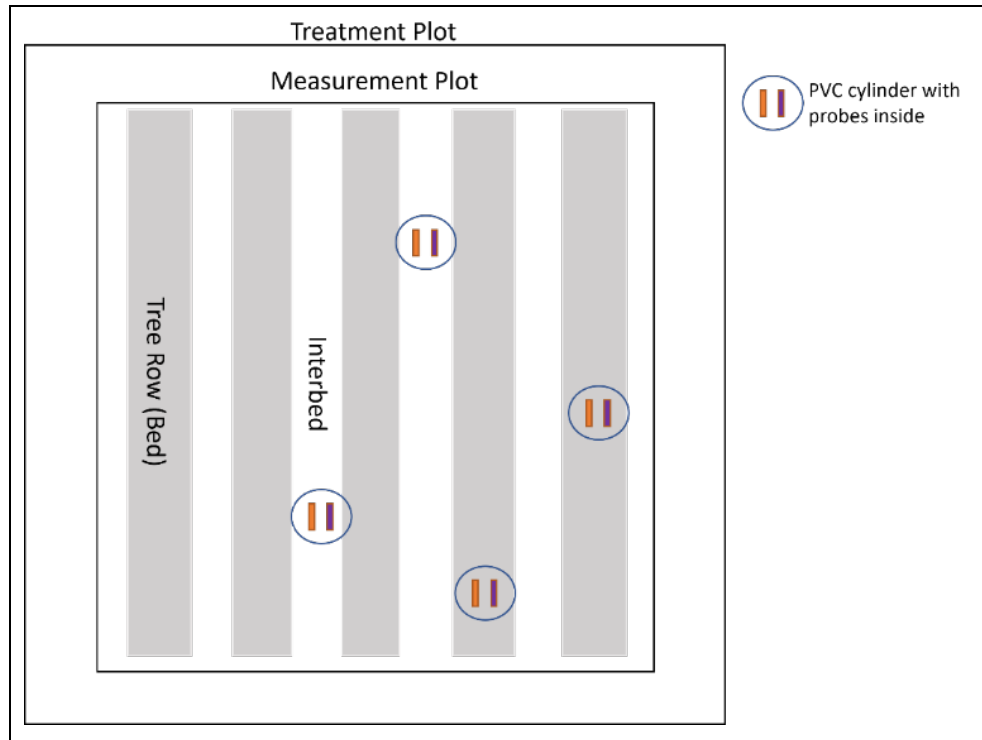 Treatment Plot
Measurement Plot
PVC cylinder with
probes inside
Tree Row (Bed)
Interbed